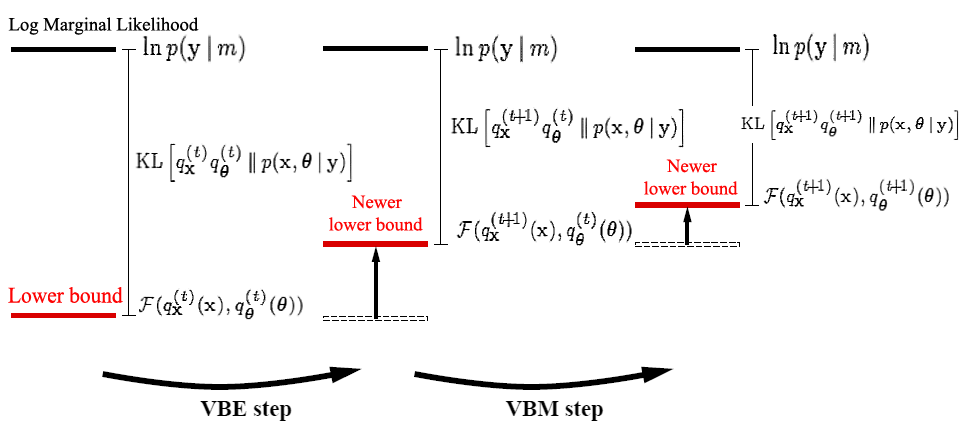 Log Marginal Likelihood
ln p(y | m)
ln p(y | m)
ln p(y | m)
KL [q_x^{(t)} q_θ^{(t)} ‖ p(x, θ | y)]
KL [q_x^{(t+1)} q_θ^{(t)} ‖ p(x, θ | y)]
KL [q_x^{(t+1)} q_θ^{(t+1)} ‖ p(x, θ | y)]
Newer
lower bound
Newer
lower bound
F(q_x^{(t+1)}(x), q_θ^{(t)}(θ))
F(q_x^{(t+1)}(x), q_θ^{(t+1)}(θ))
Lower bound
F(q_x^{(t)}(x), q_θ^{(t)}(θ))
VBE step
VBM step